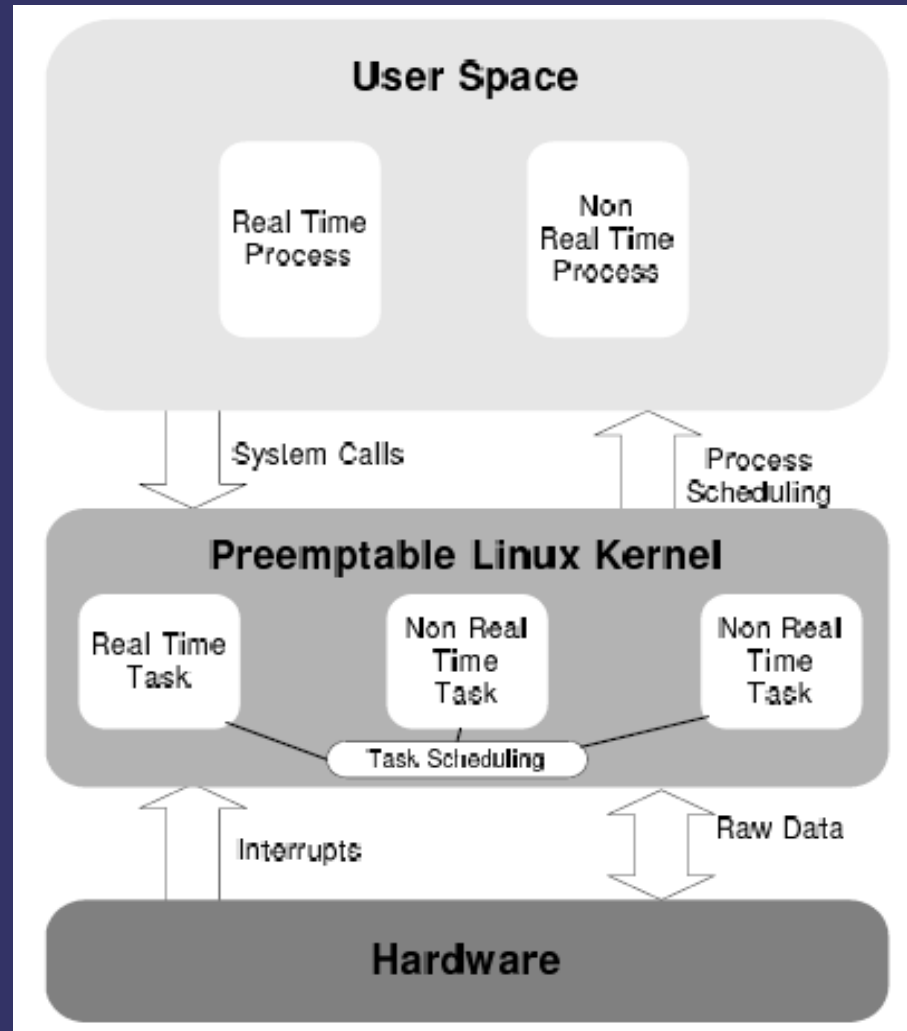 User Space
Real Time
Process
Non
Real Time
Process
System Calls
Process
Scheduling
Preemptable Linux Kernel
Real Time
Task
Non Real
Time
Task
Non Real
Time
Task
Task Scheduling
Interrupts
Raw Data
Hardware